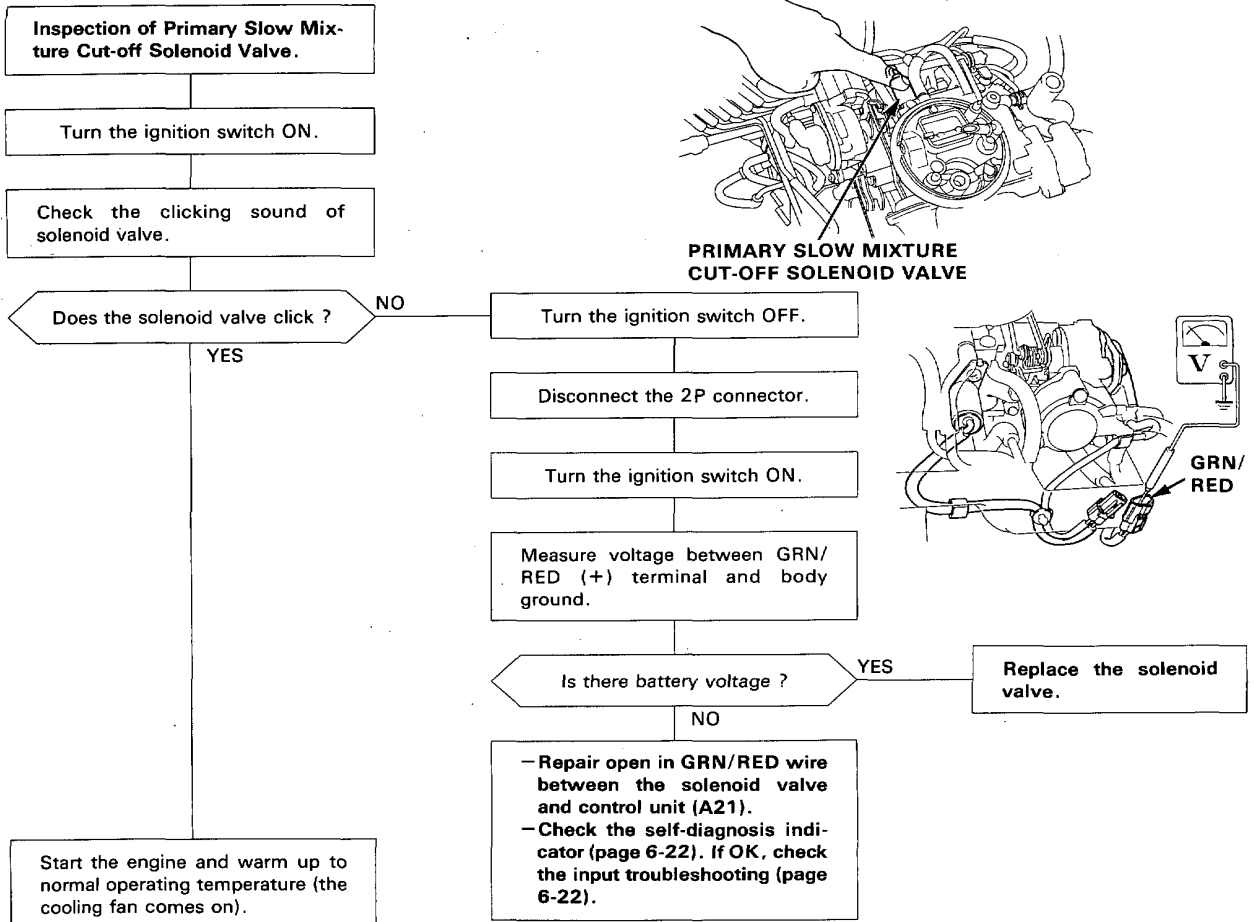 Inspection of Primary Slow Mix-
ture Cut-off Solenoid Valve.
Turn the ignition switch ON.
Check the clicking sound of
solenoid valve.
Does the solenoid valve click ?
NO
YES
PRIMARY SLOW MIXTURE
CUT-OFF SOLENOID VALVE
Turn the ignition switch OFF.
Disconnect the 2P connector.
Turn the ignition switch ON.
Measure voltage between GRN/
RED (+) terminal and body
ground.
V
GRN/
RED
Is there battery voltage ?
YES
NO
Replace the solenoid
valve.
–Repair open in GRN/RED wire
between the solenoid valve
and control unit (A21).
–Check the self-diagnosis indi-
cator (page 6-22). If OK, check
the input troubleshooting (page
6-22).
Start the engine and warm up to
normal operating temperature (the
cooling fan comes on).